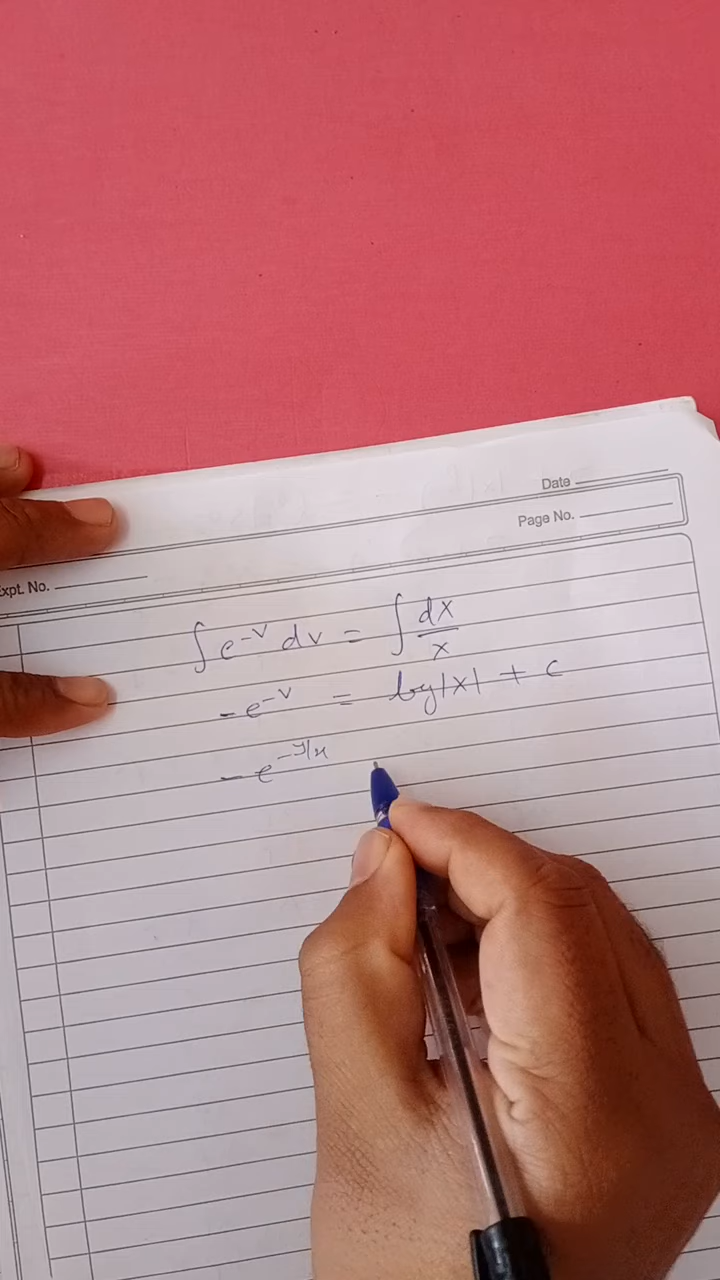 Date
Page No.
Expt. No.
∫ e^{-v} dv = ∫ dx/x
- e^{-v} = log|x| + c
- e^{-y/x}